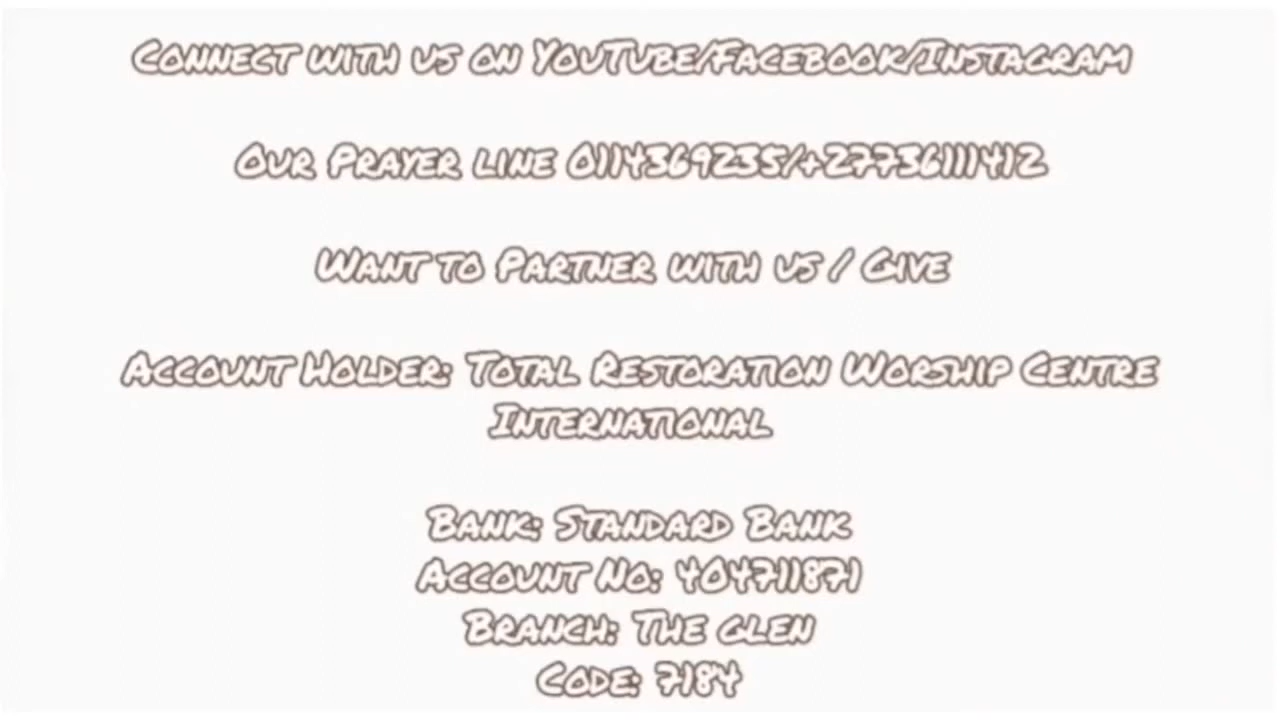 Connect with us on YouTube/Facebook/Instagram
Our Prayer line 0114369235/+27736111412
Want to Partner with us / Give
Account Holder: Total Restoration Worship Centre
International
Bank: Standard Bank
Account No: 404711871
Branch: The glen
Code: 7184